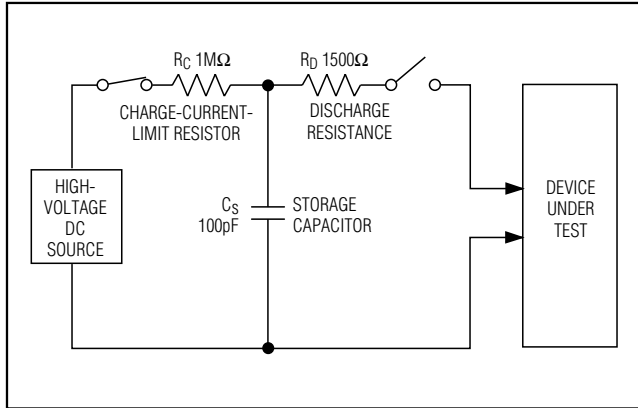 RC 1MΩ
CHARGE-CURRENT-
LIMIT RESISTOR
RD 1500Ω
DISCHARGE
RESISTANCE
HIGH-
VOLTAGE
DC
SOURCE
CS
100pF
STORAGE
CAPACITOR
DEVICE
UNDER
TEST